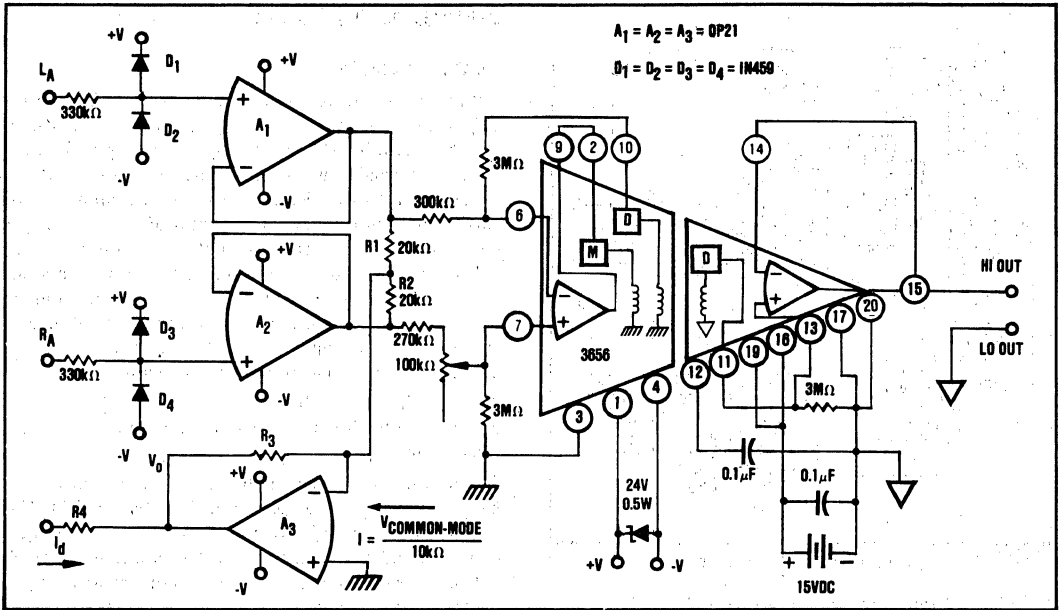 A1 = A2 = A3 = OP21
D1 = D2 = D3 = D4 = IN459
+V
D1
LA
330kΩ
D2
-V
+V
+
A1
−
-V
3MΩ
300kΩ
R1
20kΩ
R2
20kΩ
270kΩ
100kΩ
3MΩ
+V
−
A2
+
-V
D3
RA
330kΩ
D4
-V
Vo
R3
+V
−
A3
+
-V
R4
Id
I = VCOMMON-MODE
10kΩ
9
2
10
6
D
M
−
+
7
3656
3
1
4
24V
0.5W
+V
-V
14
D
−
+
15
HI OUT
LO OUT
20
17
13
16
19
11
12
3MΩ
0.1μF
0.1μF
+
−
15VDC